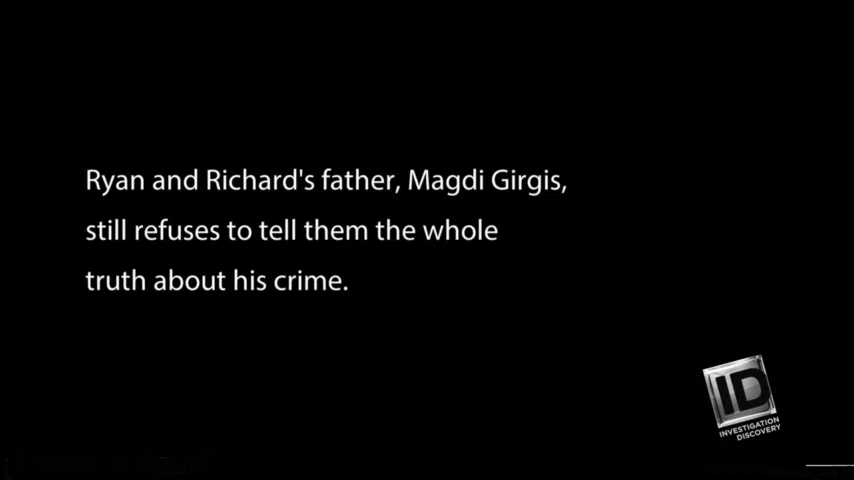 Ryan and Richard's father, Magdi Girgis,
still refuses to tell them the whole
truth about his crime.
ID
INVESTIGATION
DISCOVERY